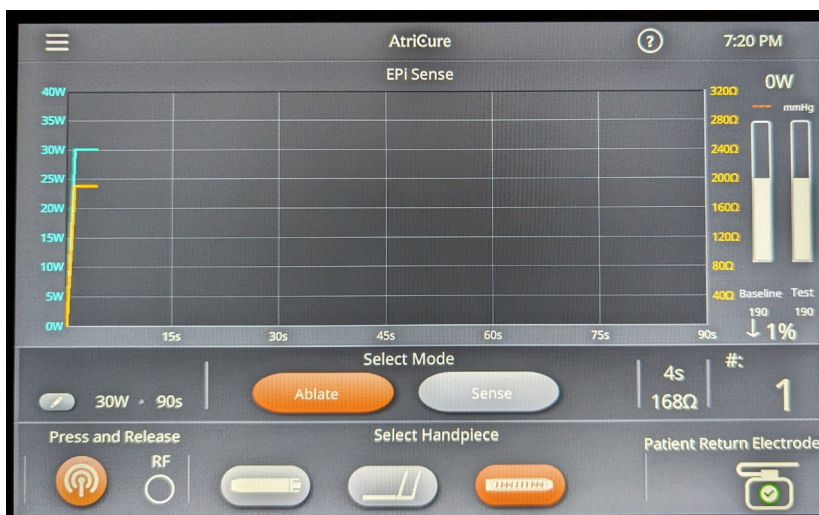 AtriCure
?
7:20 PM
EPi Sense
0W
40W
35W
30W
25W
20W
15W
10W
5W
0W
320Ω
280Ω
240Ω
200Ω
160Ω
120Ω
80Ω
40Ω
--- mmHg
Baseline Test
190 190
↓ 1%
15s 30s 45s 60s 75s 90s
Select Mode
30W • 90s
Ablate
Sense
4s
168Ω
#:
1
Press and Release
RF
Select Handpiece
Patient Return Electrode